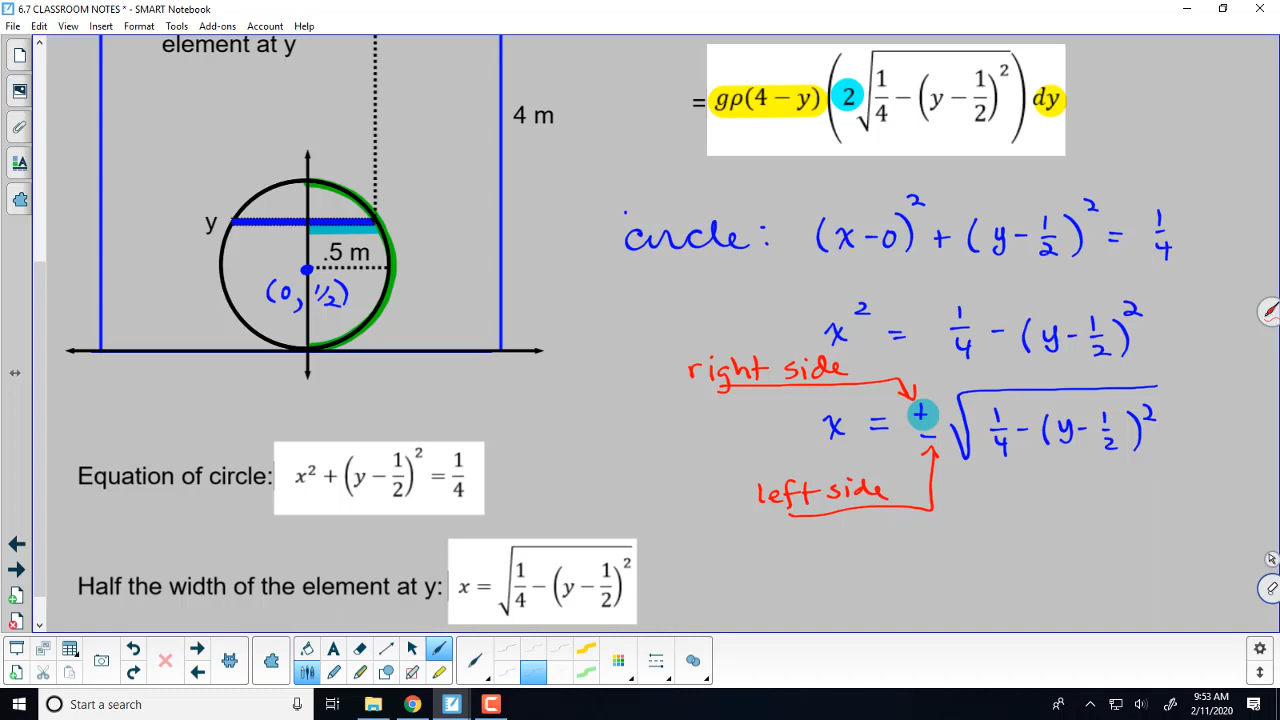 6.7 CLASSROOM NOTES * - SMART Notebook
File Edit View Insert Format Tools Add-ons Account Help
element at y
4 m
y
.5 m
(0, 1/2)
= gρ(4 − y) (2√(1/4 − (y − 1/2)²)) dy
circle: (x-0)² + (y-1/2)² = 1/4
x² = 1/4 - (y-1/2)²
right side
x = ± √(1/4 - (y-1/2)²)
left side
Equation of circle: x² + (y − 1/2)² = 1/4
Half the width of the element at y: x = √(1/4 − (y − 1/2)²)
Start a search
9:53 AM
2/11/2020